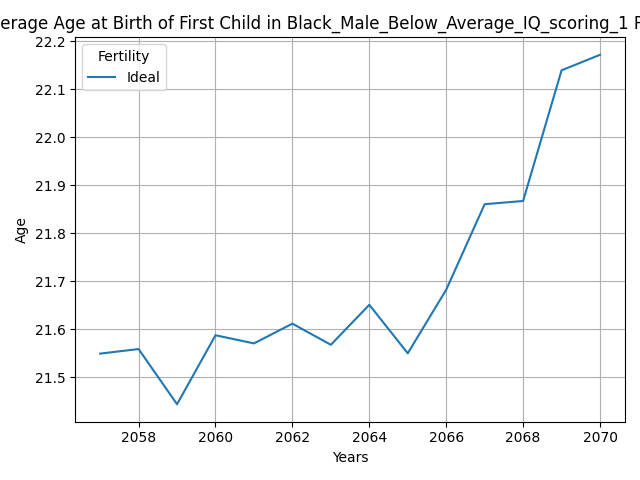 erage Age at Birth of First Child in Black_Male_Below_Average_IQ_scoring_1
Fertility
Ideal
22.2
22.1
22.0
21.9
21.8
21.7
21.6
21.5
Age
2058 2060 2062 2064 2066 2068 2070
Years